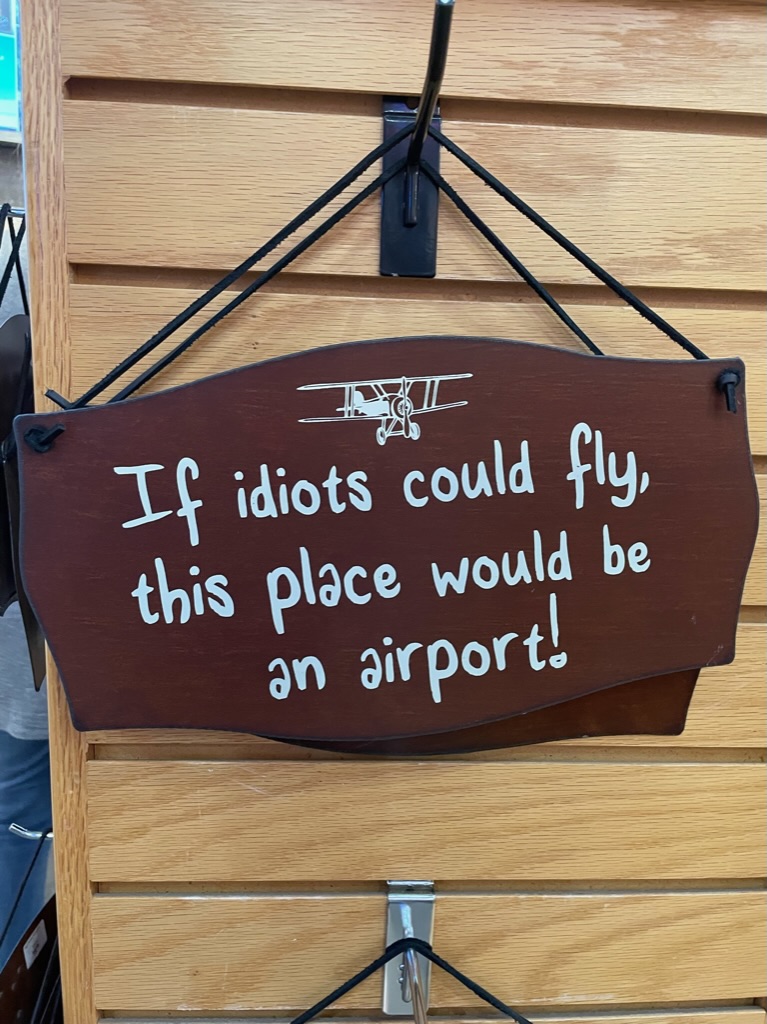 If idiots could fly,
this place would be
an airport!